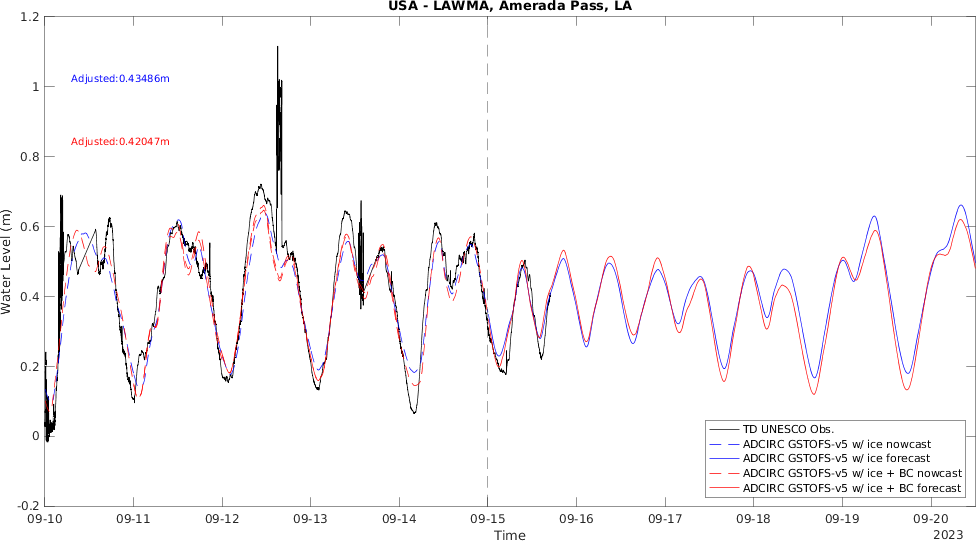 USA - LAWMA, Amerada Pass, LA
1.2
1
0.8
0.6
0.4
0.2
0
-0.2
Water Level (m)
Adjusted:0.43486m
Adjusted:0.42047m
TD UNESCO Obs.
ADCIRC GSTOFS-v5 w/ ice nowcast
ADCIRC GSTOFS-v5 w/ ice forecast
ADCIRC GSTOFS-v5 w/ ice + BC nowcast
ADCIRC GSTOFS-v5 w/ ice + BC forecast
09-10 09-11 09-12 09-13 09-14 09-15 09-16 09-17 09-18 09-19 09-20
Time
2023